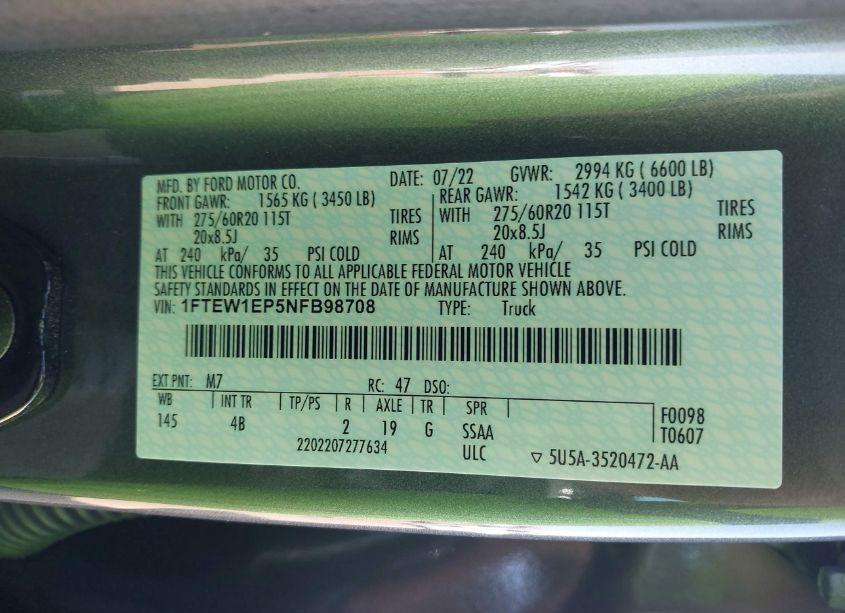 MFD. BY FORD MOTOR CO. DATE: 07/22 GVWR: 2994 KG ( 6600 LB)
FRONT GAWR: 1565 KG ( 3450 LB) REAR GAWR: 1542 KG ( 3400 LB)
WITH 275/60R20 115T TIRES WITH 275/60R20 115T TIRES
20x8.5J RIMS 20x8.5J RIMS
AT 240 kPa/ 35 PSI COLD AT 240 kPa/ 35 PSI COLD
THIS VEHICLE CONFORMS TO ALL APPLICABLE FEDERAL MOTOR VEHICLE
SAFETY STANDARDS IN EFFECT ON THE DATE OF MANUFACTURE SHOWN ABOVE.
VIN: 1FTEW1EP5NFB98708 TYPE: Truck
EXT PNT: M7 RC: 47 DSO:
WB INT TR TP/PS R AXLE TR SPR F0098
145 4B 2 19 G SSAA T0607
2202207277634 ULC ▽ 5U5A-3520472-AA